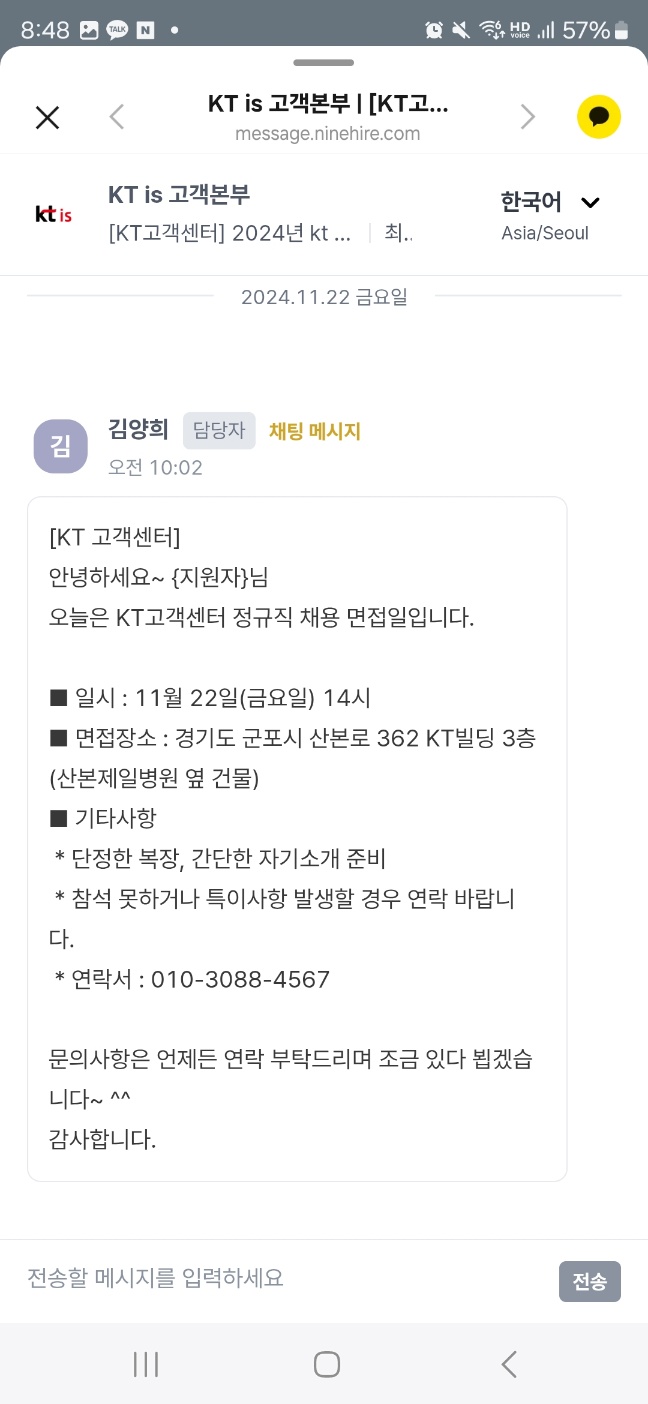 8:48 TALK N HD voice 57%
KT is 고객본부 | [KT고...
message.ninehire.com
kt is
KT is 고객본부
한국어
[KT고객센터] 2024년 kt ... | 최..
Asia/Seoul
2024.11.22 금요일
김
김양희 담당자 채팅 메시지
오전 10:02
[KT 고객센터]
안녕하세요~ {지원자}님
오늘은 KT고객센터 정규직 채용 면접일입니다.
■ 일시 : 11월 22일(금요일) 14시
■ 면접장소 : 경기도 군포시 산본로 362 KT빌딩 3층
(산본제일병원 옆 건물)
■ 기타사항
* 단정한 복장, 간단한 자기소개 준비
* 참석 못하거나 특이사항 발생할 경우 연락 바랍니
다.
* 연락서 : 010-3088-4567
문의사항은 언제든 연락 부탁드리며 조금 있다 뵙겠습
니다~ ^^
감사합니다.
전송할 메시지를 입력하세요
전송